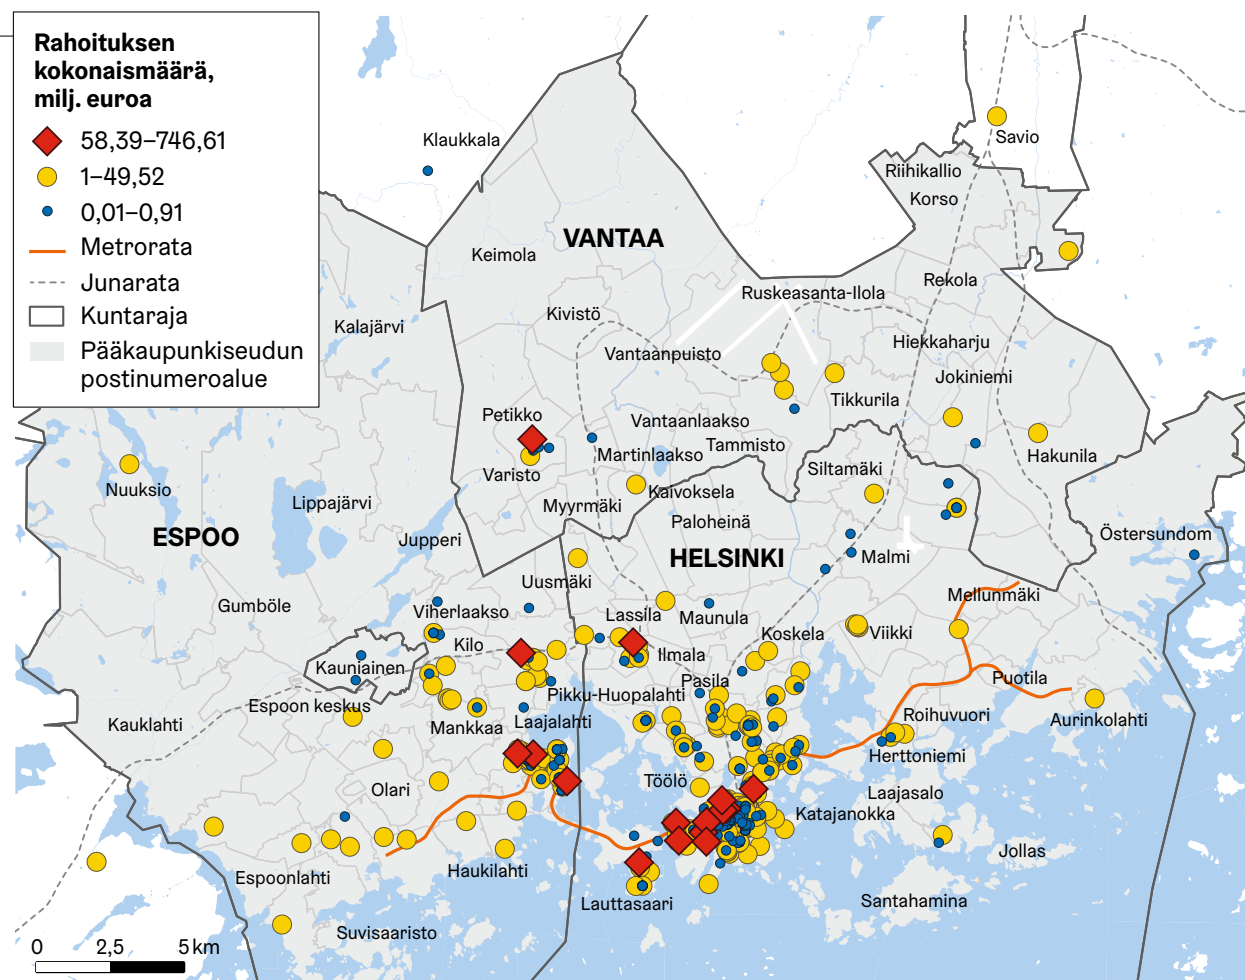 Rahoituksen
kokonaismäärä,
milj. euroa
58,39–746,61
1–49,52
0,01–0,91
Metrorata
Junarata
Kuntaraja
Pääkaupunkiseudun
postinumeroalue
Klaukkala
Savio
Riihikallio
Korso
VANTAA
Keimola
Rekola
Ruskeasanta-Ilola
Kivistö
Kalajärvi
Hiekkaharju
Vantaanpuisto
Jokiniemi
Tikkurila
Petikko
Vantaanlaakso
Tammisto
Martinlaakso
Hakunila
Siltamäki
Varisto
Nuuksio
Kaivoksela
Lippajärvi
Myyrmäki
Paloheinä
Östersundom
ESPOO
Jupperi
HELSINKI
Malmi
Uusmäki
Mellunmäki
Gumböle
Viherlaakso
Lassila
Maunula
Koskela
Viikki
Kilo
Ilmala
Kauniainen
Puotila
Pasila
Pikku-Huopalahti
Espoon keskus
Roihuvuori
Aurinkolahti
Kauklahti
Mankkaa
Laajalahti
Herttoniemi
Töölö
Olari
Laajasalo
Katajanokka
Jollas
Haukilahti
Espoonlahti
Lauttasaari
Santahamina
Suvisaaristo
0 2,5 5 km